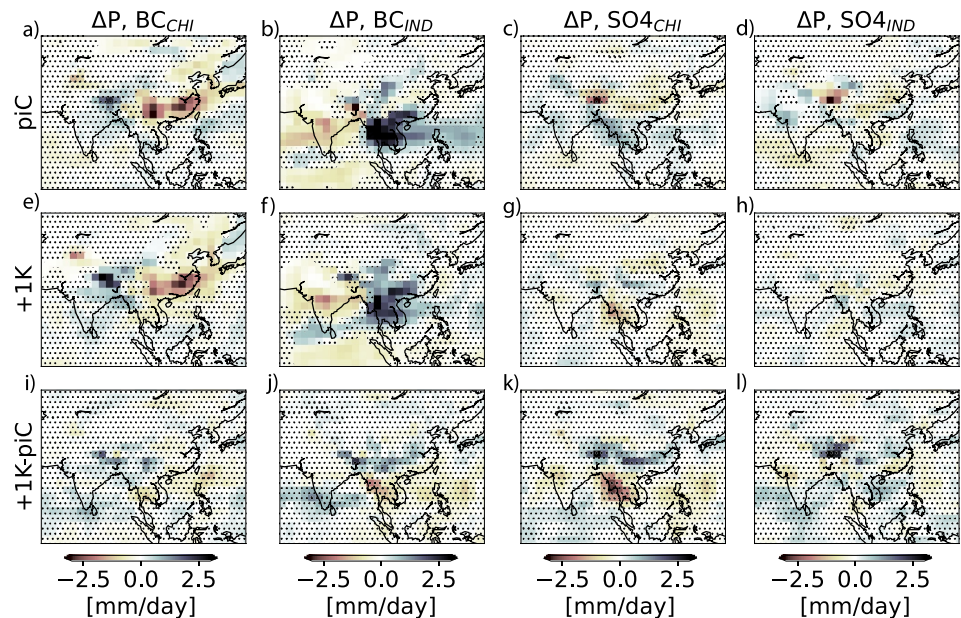 ΔP, BC_CHI ΔP, BC_IND ΔP, SO4_CHI ΔP, SO4_IND
a) b) c) d)
piC
e) f) g) h)
+1K
i) j) k) l)
+1K-piC
−2.5 0.0 2.5 −2.5 0.0 2.5 −2.5 0.0 2.5 −2.5 0.0 2.5
[mm/day] [mm/day] [mm/day] [mm/day]